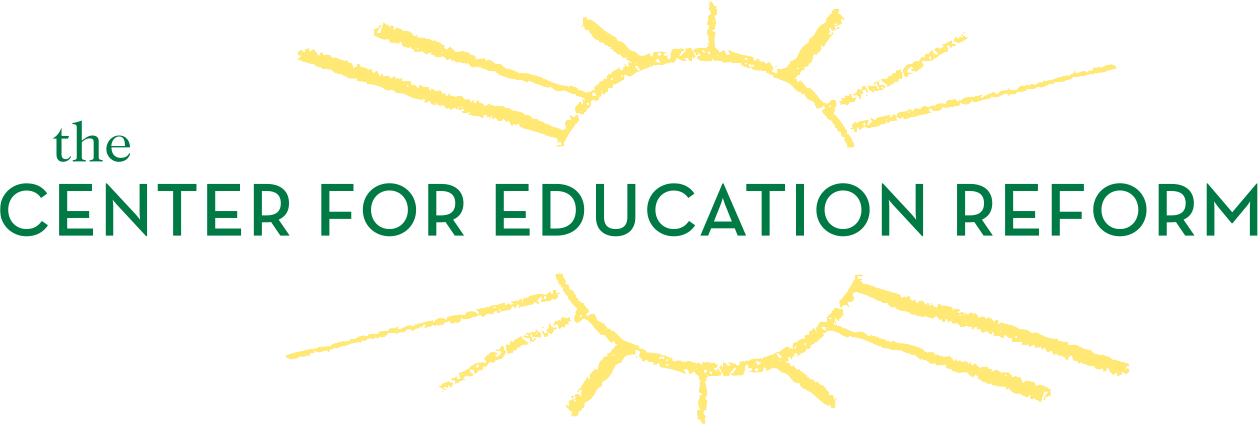 the
CENTER FOR EDUCATION REFORM